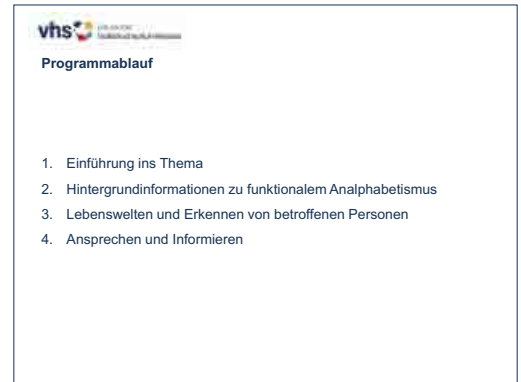 vhs
Programmablauf
1. Einführung ins Thema
2. Hintergrundinformationen zu funktionalem Analphabetismus
3. Lebenswelten und Erkennen von betroffenen Personen
4. Ansprechen und Informieren